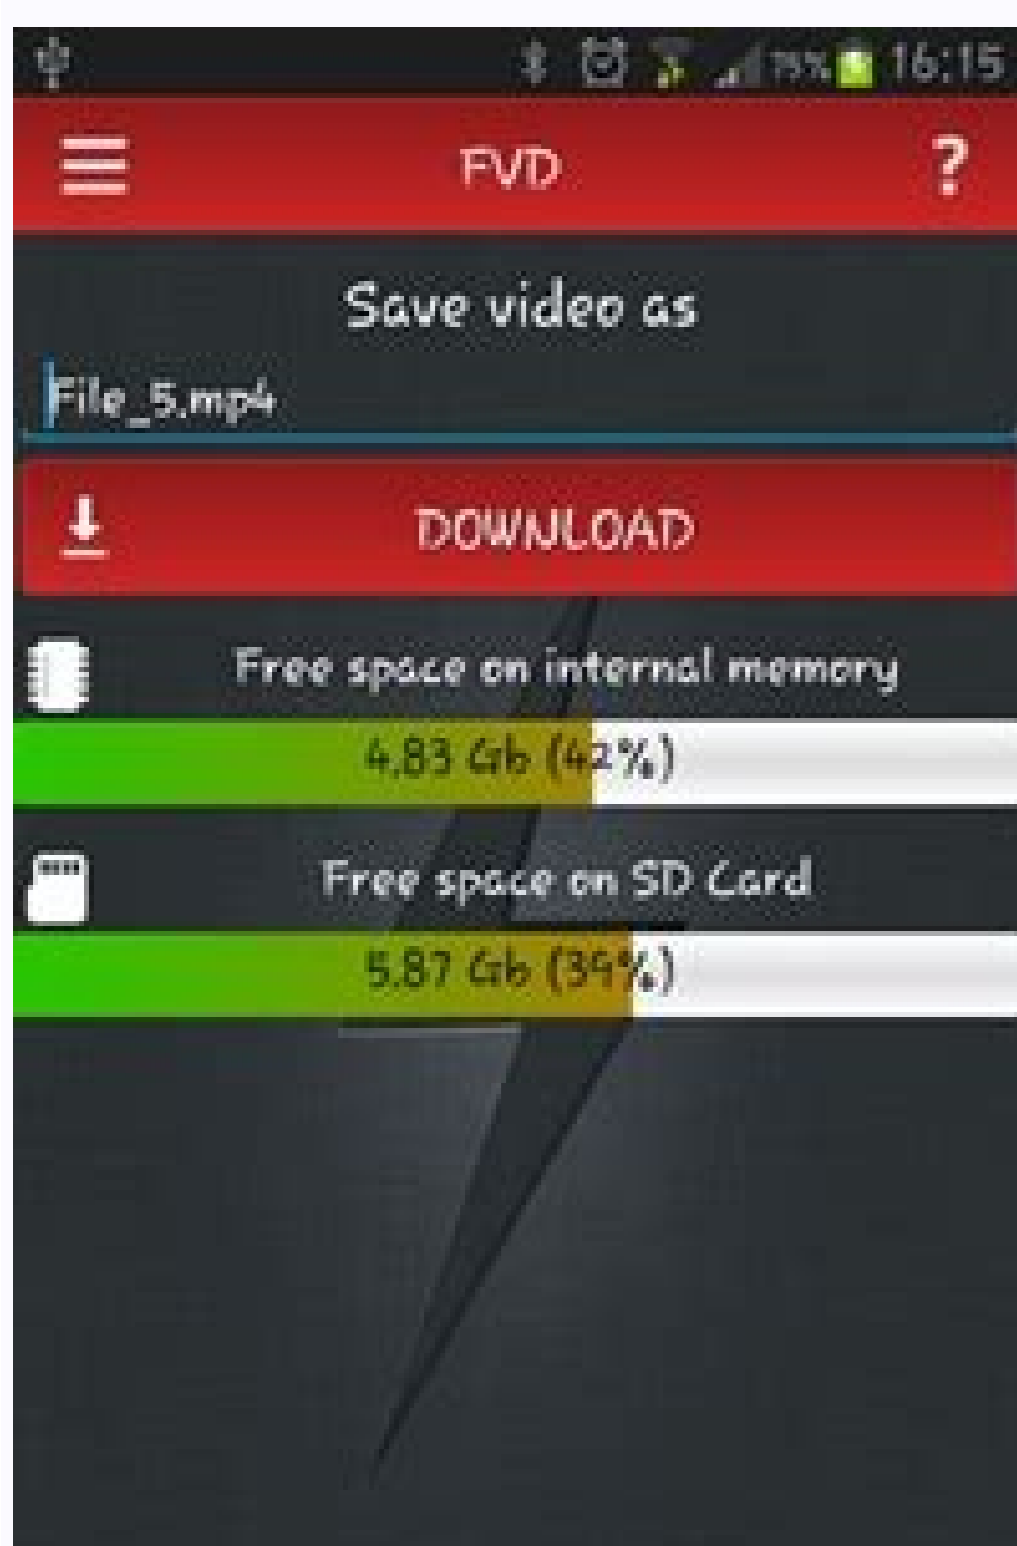 79% 16:15
FVD ?
Save video as
File_5.mp4
DOWNLOAD
Free space on internal memory
4.83 Gb (42%)
Free space on SD Card
5.87 Gb (39%)